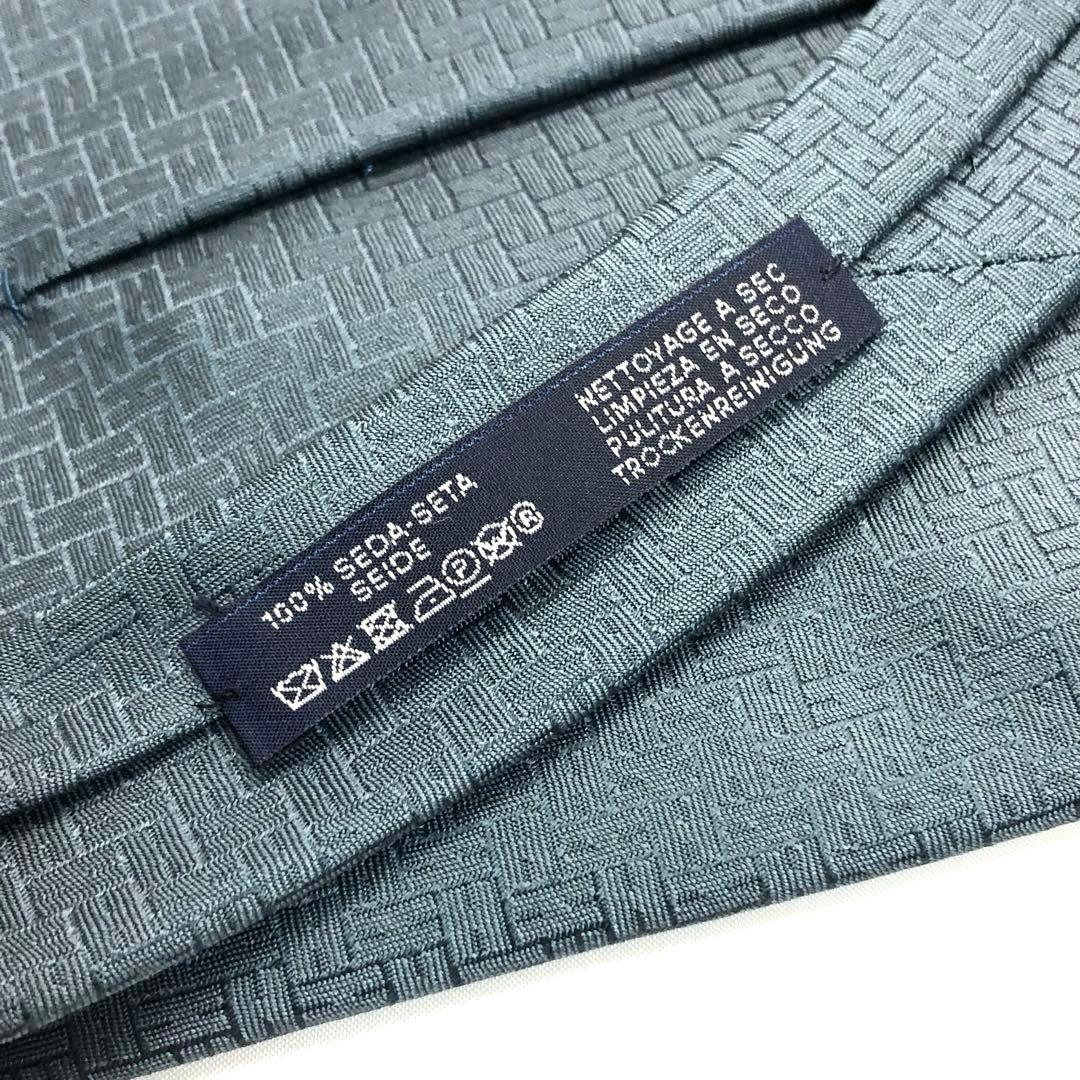 100% SEDA-SETA
SEIDE
P W ®
NETTOYAGE A SEC
LIMPIEZA EN SECO
PULITURA A SECCO
TROCKENREINIGUNG